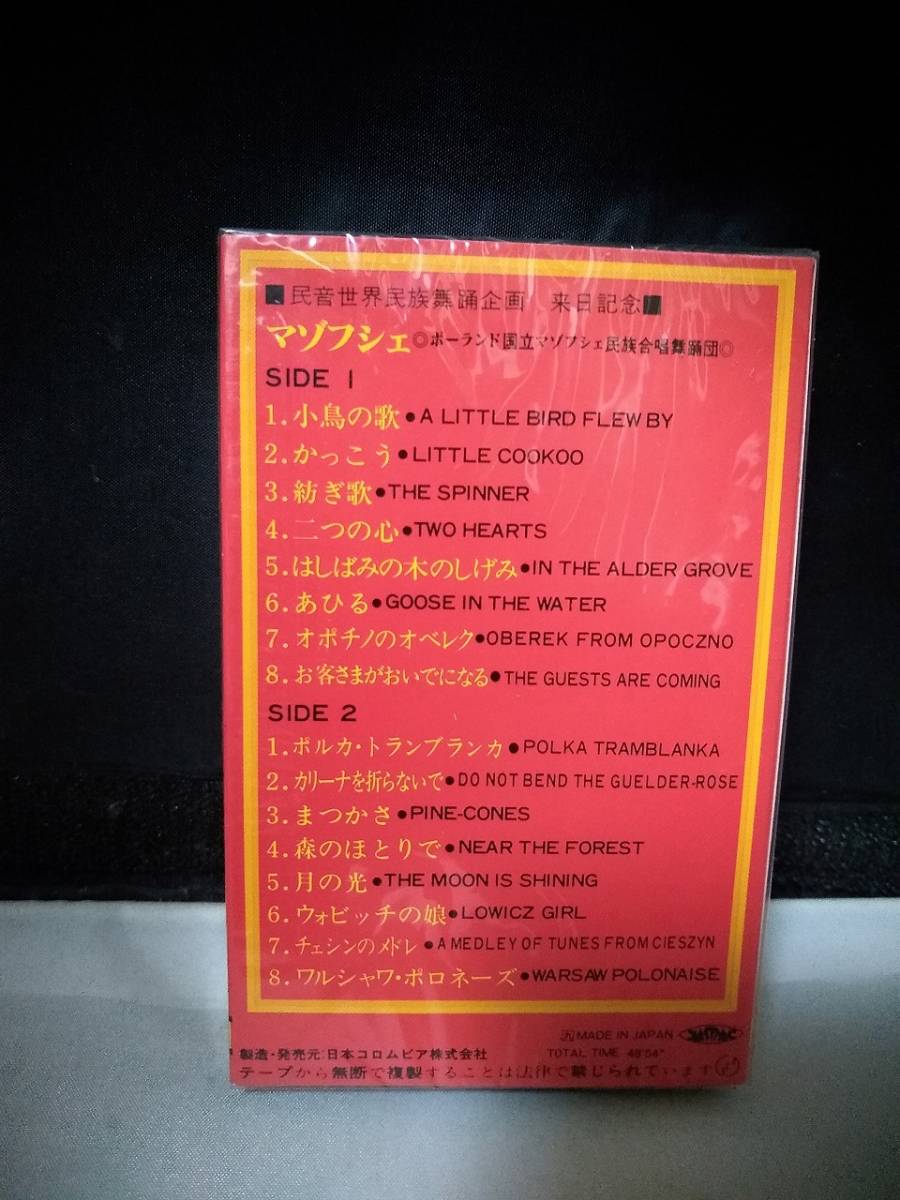 ■民音世界民族舞踊企画 来日記念■
マゾフシェ◎ポーランド国立マゾフシェ民族合唱舞踊団◎
SIDE 1
1.小鳥の歌●A LITTLE BIRD FLEW BY
2.かっこう●LITTLE COOKOO
3.紡ぎ歌●THE SPINNER
4.二つの心●TWO HEARTS
5.はしばみの木のしげみ●IN THE ALDER GROVE
6.あひる●GOOSE IN THE WATER
7.オポチノのオベレク●OBEREK FROM OPOCZNO
8.お客さまがおいでになる●THE GUESTS ARE COMING
SIDE 2
1.ポルカ・トランブランカ●POLKA TRAMBLANKA
2.カリーナを折らないで●DO NOT BEND THE GUELDER-ROSE
3.まつかさ●PINE-CONES
4.森のほとりで●NEAR THE FOREST
5.月の光●THE MOON IS SHINING
6.ウォビッチの娘●LOWICZ GIRL
7.チェシンのメドレ●A MEDLEY OF TUNES FROM CIESZYN
8.ワルシャワ・ポロネーズ●WARSAW POLONAISE
MADE IN JAPAN JASRAC
製造・発売元:日本コロムビア株式会社 TOTAL TIME 48'54"
テープから無断で複製することは法律で禁じられています